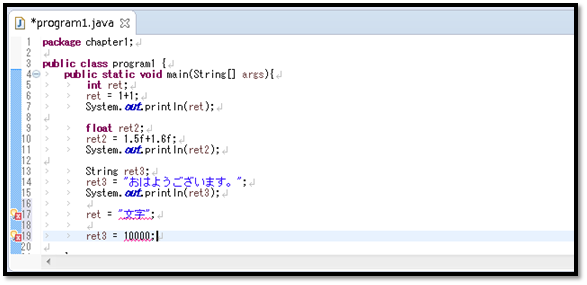 *program1.java
1 package chapter1;
2
3 public class program1 {
4 public static void main(String[] args){
5 int ret;
6 ret = 1+1;
7 System.out.println(ret);
8
9 float ret2;
10 ret2 = 1.5f+1.6f;
11 System.out.println(ret2);
12
13 String ret3;
14 ret3 = "おはようございます。";
15 System.out.println(ret3);
16
17 ret = "文字";
18
19 ret3 = 10000;
20